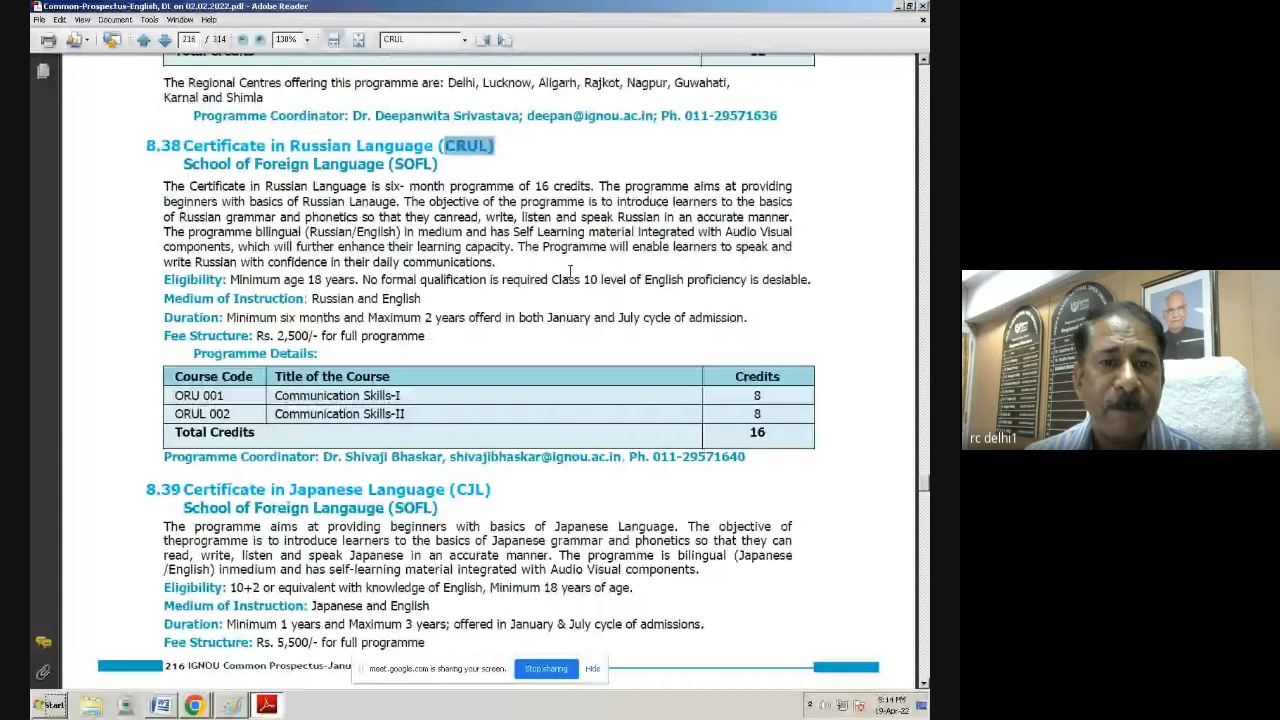 Common-Prospectus-English, DL on 02.02.2022.pdf - Adobe Reader
File Edit View Document Tools Window Help
216 / 314 130% CRUL
The Regional Centres offering this programme are: Delhi, Lucknow, Aligarh, Rajkot, Nagpur, Guwahati,
Karnal and Shimla
Programme Coordinator: Dr. Deepanwita Srivastava; deepan@ignou.ac.in; Ph. 011-29571636
8.38 Certificate in Russian Language (CRUL)
School of Foreign Language (SOFL)
The Certificate in Russian Language is six- month programme of 16 credits. The programme aims at providing
beginners with basics of Russian Lanauge. The objective of the programme is to introduce learners to the basics
of Russian grammar and phonetics so that they canread, write, listen and speak Russian in an accurate manner.
The programme bilingual (Russian/English) in medium and has Self Learning material integrated with Audio Visual
components, which will further enhance their learning capacity. The Programme will enable learners to speak and
write Russian with confidence in their daily communications.
Eligibility: Minimum age 18 years. No formal qualification is required Class 10 level of English proficiency is desiable.
Medium of Instruction: Russian and English
Duration: Minimum six months and Maximum 2 years offerd in both January and July cycle of admission.
Fee Structure: Rs. 2,500/- for full programme
Programme Details:
Course Code Title of the Course Credits
ORU 001 Communication Skills-I 8
ORUL 002 Communication Skills-II 8
Total Credits 16
Programme Coordinator: Dr. Shivaji Bhaskar, shivajibhaskar@ignou.ac.in, Ph. 011-29571640
8.39 Certificate in Japanese Language (CJL)
School of Foreign Langauge (SOFL)
The programme aims at providing beginners with basics of Japanese Language. The objective of
theprogramme is to introduce learners to the basics of Japanese grammar and phonetics so that they can
read, write, listen and speak Japanese in an accurate manner. The programme is bilingual (Japanese
/English) inmedium and has self-learning material integrated with Audio Visual components.
Eligibility: 10+2 or equivalent with knowledge of English, Minimum 18 years of age.
Medium of Instruction: Japanese and English
Duration: Minimum 1 years and Maximum 3 years; offered in January & July cycle of admissions.
Fee Structure: Rs. 5,500/- for full programme
216 IGNOU Common Prospectus-Janu
meet.google.com is sharing your screen. Stop sharing Hide
Start
5:14 PM
19-Apr-22
rc delhi1